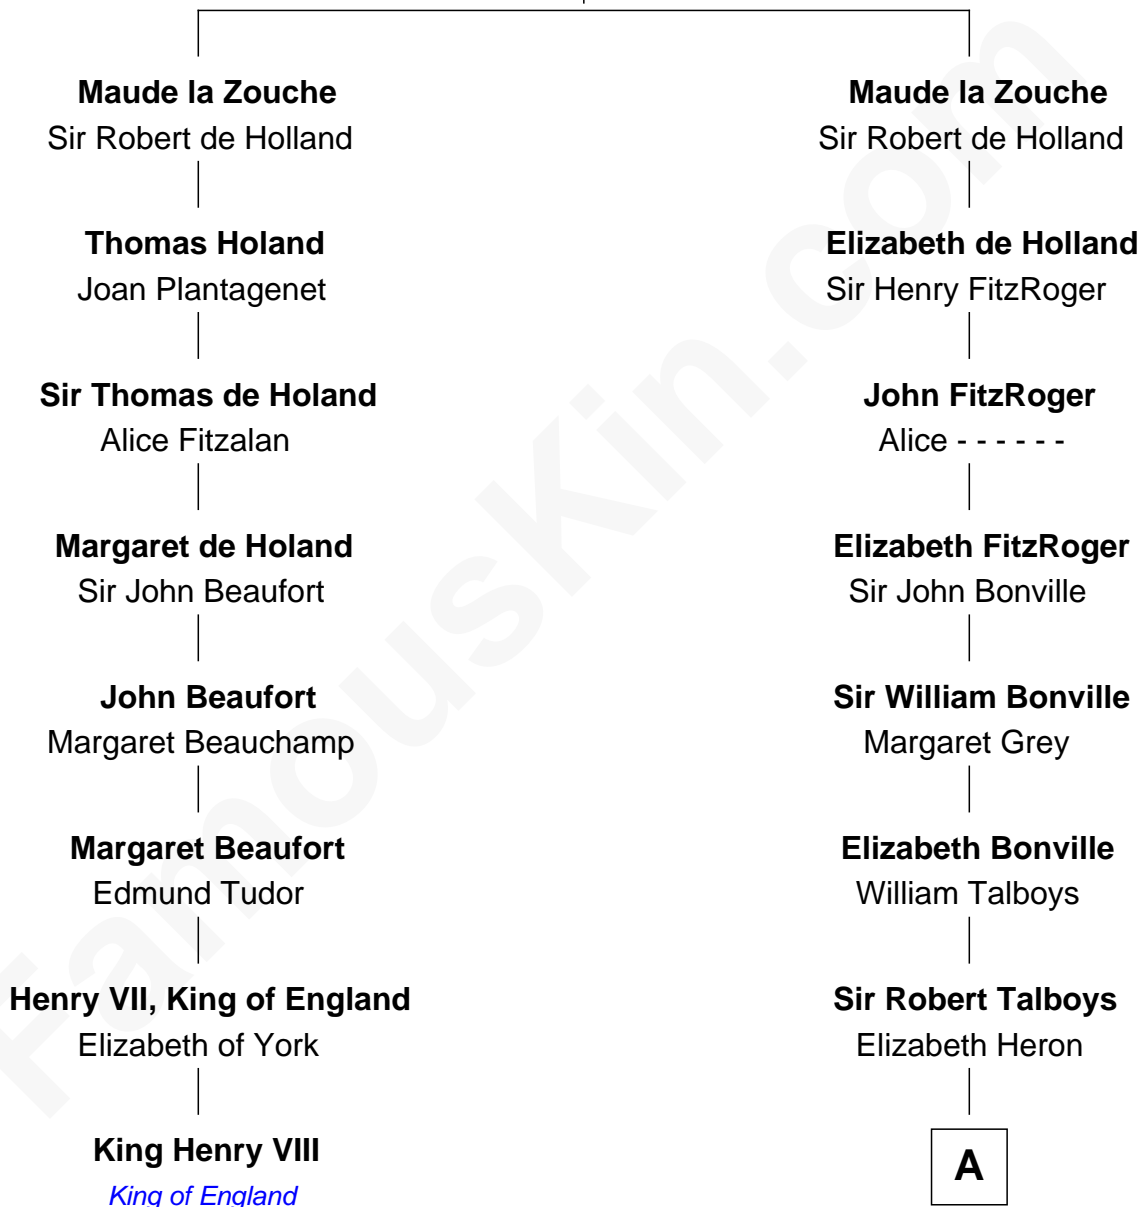 Maude la Zouche
Sir Robert de Holland
Thomas Holand
Joan Plantagenet
Sir Thomas de Holand
Alice Fitzalan
Margaret de Holand
Sir John Beaufort
John Beaufort
Margaret Beauchamp
Margaret Beaufort
Edmund Tudor
Henry VII, King of England
Elizabeth of York
King Henry VIII
King of England
Maude la Zouche
Sir Robert de Holland
Elizabeth de Holland
Sir Henry FitzRoger
John FitzRoger
Alice - - - - - -
Elizabeth FitzRoger
Sir John Bonville
Sir William Bonville
Margaret Grey
Elizabeth Bonville
William Talboys
Sir Robert Talboys
Elizabeth Heron
A
FamousKin.com